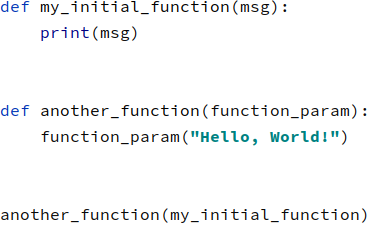 def my_initial_function(msg):
    print(msg)
def another_function(function_param):
    function_param("Hello, World!")
another_function(my_initial_function)